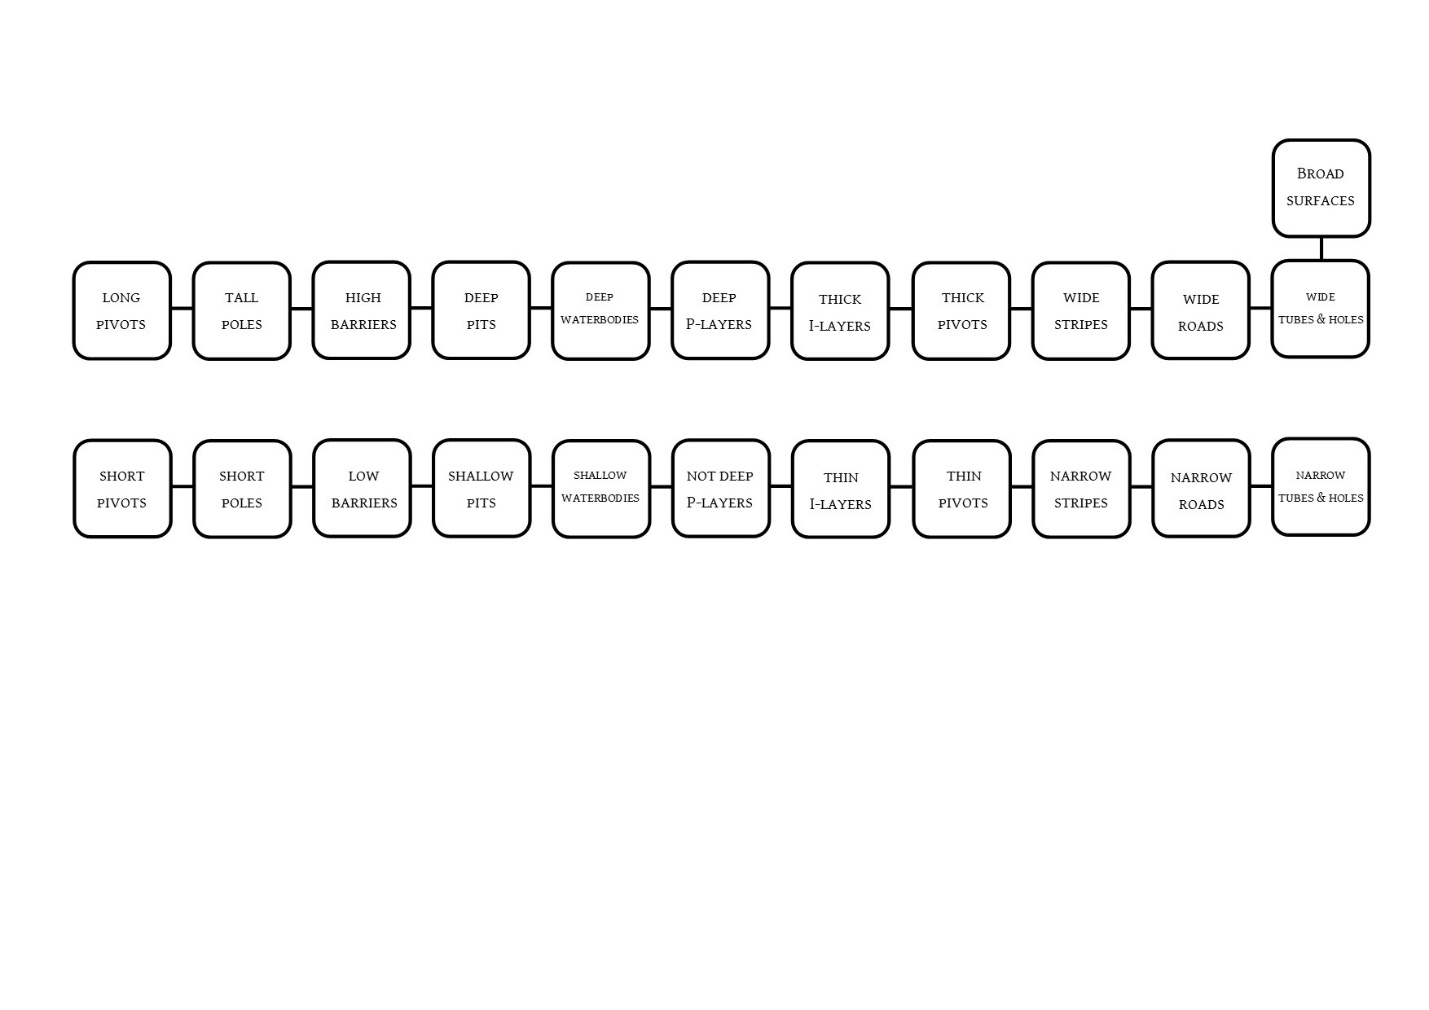 Broad
surfaces
long
pivots
tall
poles
high
barriers
deep
pits
deep
waterbodies
deep
P-layers
thick
I-layers
thick
pivots
wide
stripes
wide
roads
wide
tubes & holes
short
pivots
short
poles
low
barriers
shallow
pits
shallow
waterbodies
not deep
P-layers
thin
I-layers
thin
pivots
narrow
stripes
narrow
roads
narrow
tubes & holes